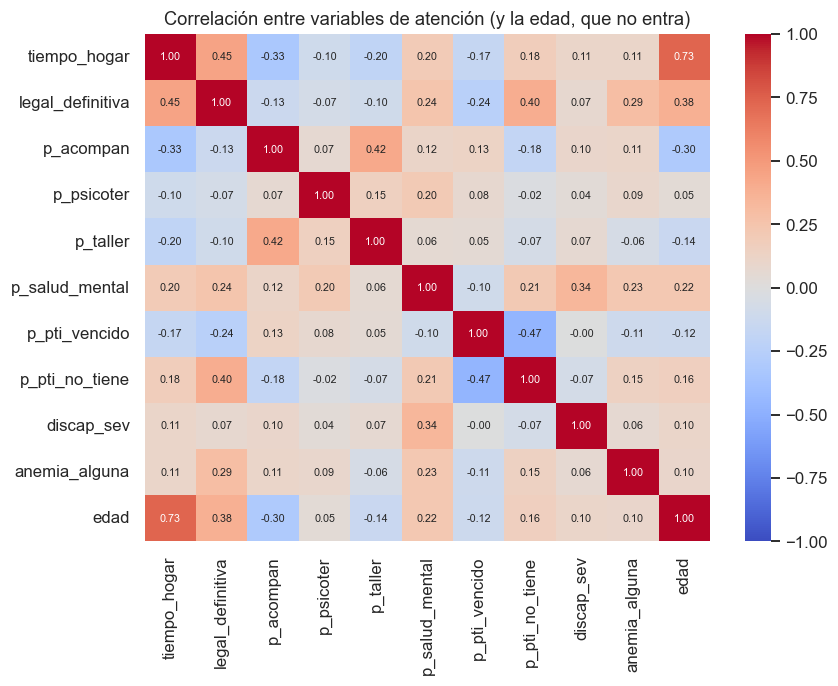 Correlación entre variables de atención (y la edad, que no entra)
tiempo_hogar 1.00 0.45 -0.33 -0.10 -0.20 0.20 -0.17 0.18 0.11 0.11 0.73
legal_definitiva 0.45 1.00 -0.13 -0.07 -0.10 0.24 -0.24 0.40 0.07 0.29 0.38
p_acompan -0.33 -0.13 1.00 0.07 0.42 0.12 0.13 -0.18 0.10 0.11 -0.30
p_psicoter -0.10 -0.07 0.07 1.00 0.15 0.20 0.08 -0.02 0.04 0.09 0.05
p_taller -0.20 -0.10 0.42 0.15 1.00 0.06 0.05 -0.07 0.07 -0.06 -0.14
p_salud_mental 0.20 0.24 0.12 0.20 0.06 1.00 -0.10 0.21 0.34 0.23 0.22
p_pti_vencido -0.17 -0.24 0.13 0.08 0.05 -0.10 1.00 -0.47 -0.00 -0.11 -0.12
p_pti_no_tiene 0.18 0.40 -0.18 -0.02 -0.07 0.21 -0.47 1.00 -0.07 0.15 0.16
discap_sev 0.11 0.07 0.10 0.04 0.07 0.34 -0.00 -0.07 1.00 0.06 0.10
anemia_alguna 0.11 0.29 0.11 0.09 -0.06 0.23 -0.11 0.15 0.06 1.00 0.10
edad 0.73 0.38 -0.30 0.05 -0.14 0.22 -0.12 0.16 0.10 0.10 1.00
tiempo_hogar
legal_definitiva
p_acompan
p_psicoter
p_taller
p_salud_mental
p_pti_vencido
p_pti_no_tiene
discap_sev
anemia_alguna
edad
1.00
0.75
0.50
0.25
0.00
−0.25
−0.50
−0.75
−1.00